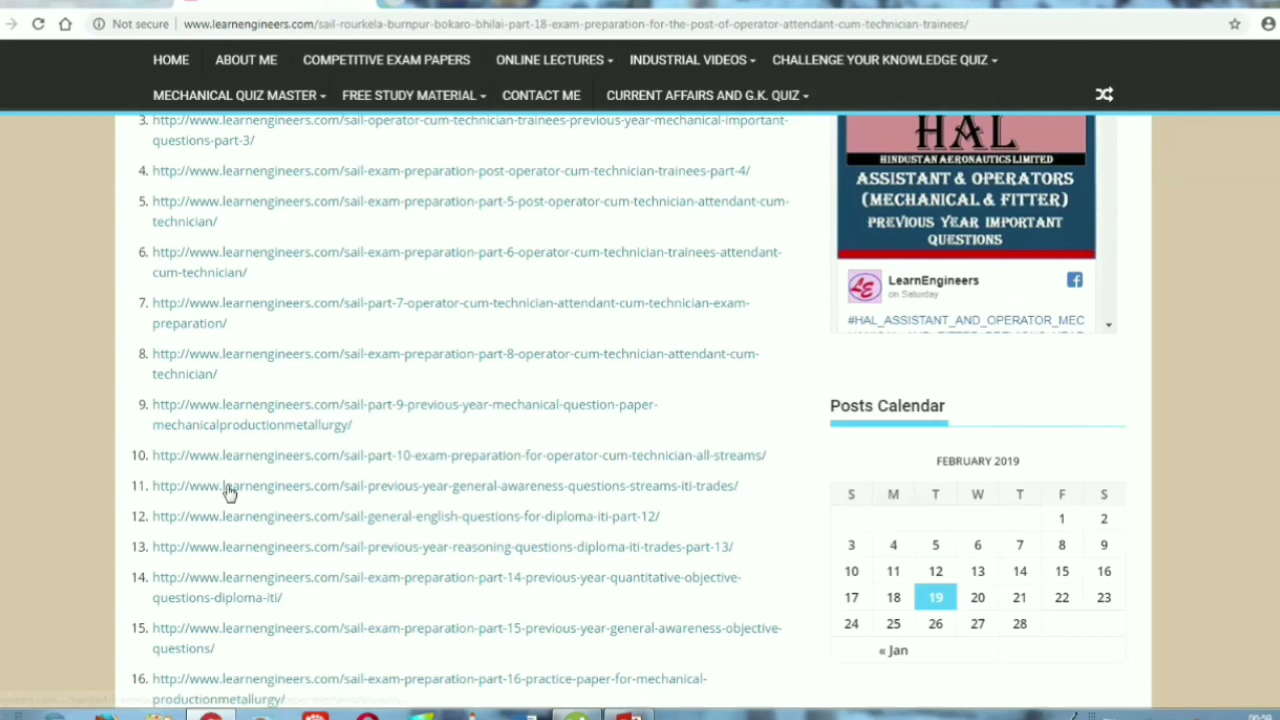 Not secure
www.learnengineers.com/sail-rourkela-burnpur-bokaro-bhilai-part-18-exam-preparation-for-the-post-of-operator-attendant-cum-technician-trainees/
HOME ABOUT ME COMPETITIVE EXAM PAPERS ONLINE LECTURES INDUSTRIAL VIDEOS CHALLENGE YOUR KNOWLEDGE QUIZ
MECHANICAL QUIZ MASTER FREE STUDY MATERIAL CONTACT ME CURRENT AFFAIRS AND G.K. QUIZ
3. http://www.learnengineers.com/sail-operator-cum-technician-trainees-previous-year-mechanical-important-
questions-part-3/
4. http://www.learnengineers.com/sail-exam-preparation-post-operator-cum-technician-trainees-part-4/
5. http://www.learnengineers.com/sail-exam-preparation-part-5-post-operator-cum-technician-attendant-cum-
technician/
6. http://www.learnengineers.com/sail-exam-preparation-part-6-operator-cum-technician-trainees-attendant-
cum-technician/
7. http://www.learnengineers.com/sail-part-7-operator-cum-technician-attendant-cum-technician-exam-
preparation/
8. http://www.learnengineers.com/sail-exam-preparation-part-8-operator-cum-technician-attendant-cum-
technician/
9. http://www.learnengineers.com/sail-part-9-previous-year-mechanical-question-paper-
mechanicalproductionmetallurgy/
10. http://www.learnengineers.com/sail-part-10-exam-preparation-for-operator-cum-technician-all-streams/
11. http://www.learnengineers.com/sail-previous-year-general-awareness-questions-streams-iti-trades/
12. http://www.learnengineers.com/sail-general-english-questions-for-diploma-iti-part-12/
13. http://www.learnengineers.com/sail-previous-year-reasoning-questions-diploma-iti-trades-part-13/
14. http://www.learnengineers.com/sail-exam-preparation-part-14-previous-year-quantitative-objective-
questions-diploma-iti/
15. http://www.learnengineers.com/sail-exam-preparation-part-15-previous-year-general-awareness-objective-
questions/
16. http://www.learnengineers.com/sail-exam-preparation-part-16-practice-paper-for-mechanical-
productionmetallurgy/
HAL
HINDUSTAN AERONAUTICS LIMITED
ASSISTANT & OPERATORS
(MECHANICAL & FITTER)
PREVIOUS YEAR IMPORTANT
QUESTIONS
LE
LearnEngineers
on Saturday
#HAL_ASSISTANT_AND_OPERATOR_MEC
Posts Calendar
FEBRUARY 2019
S M T W T F S
1 2
3 4 5 6 7 8 9
10 11 12 13 14 15 16
17 18 19 20 21 22 23
24 25 26 27 28
« Jan